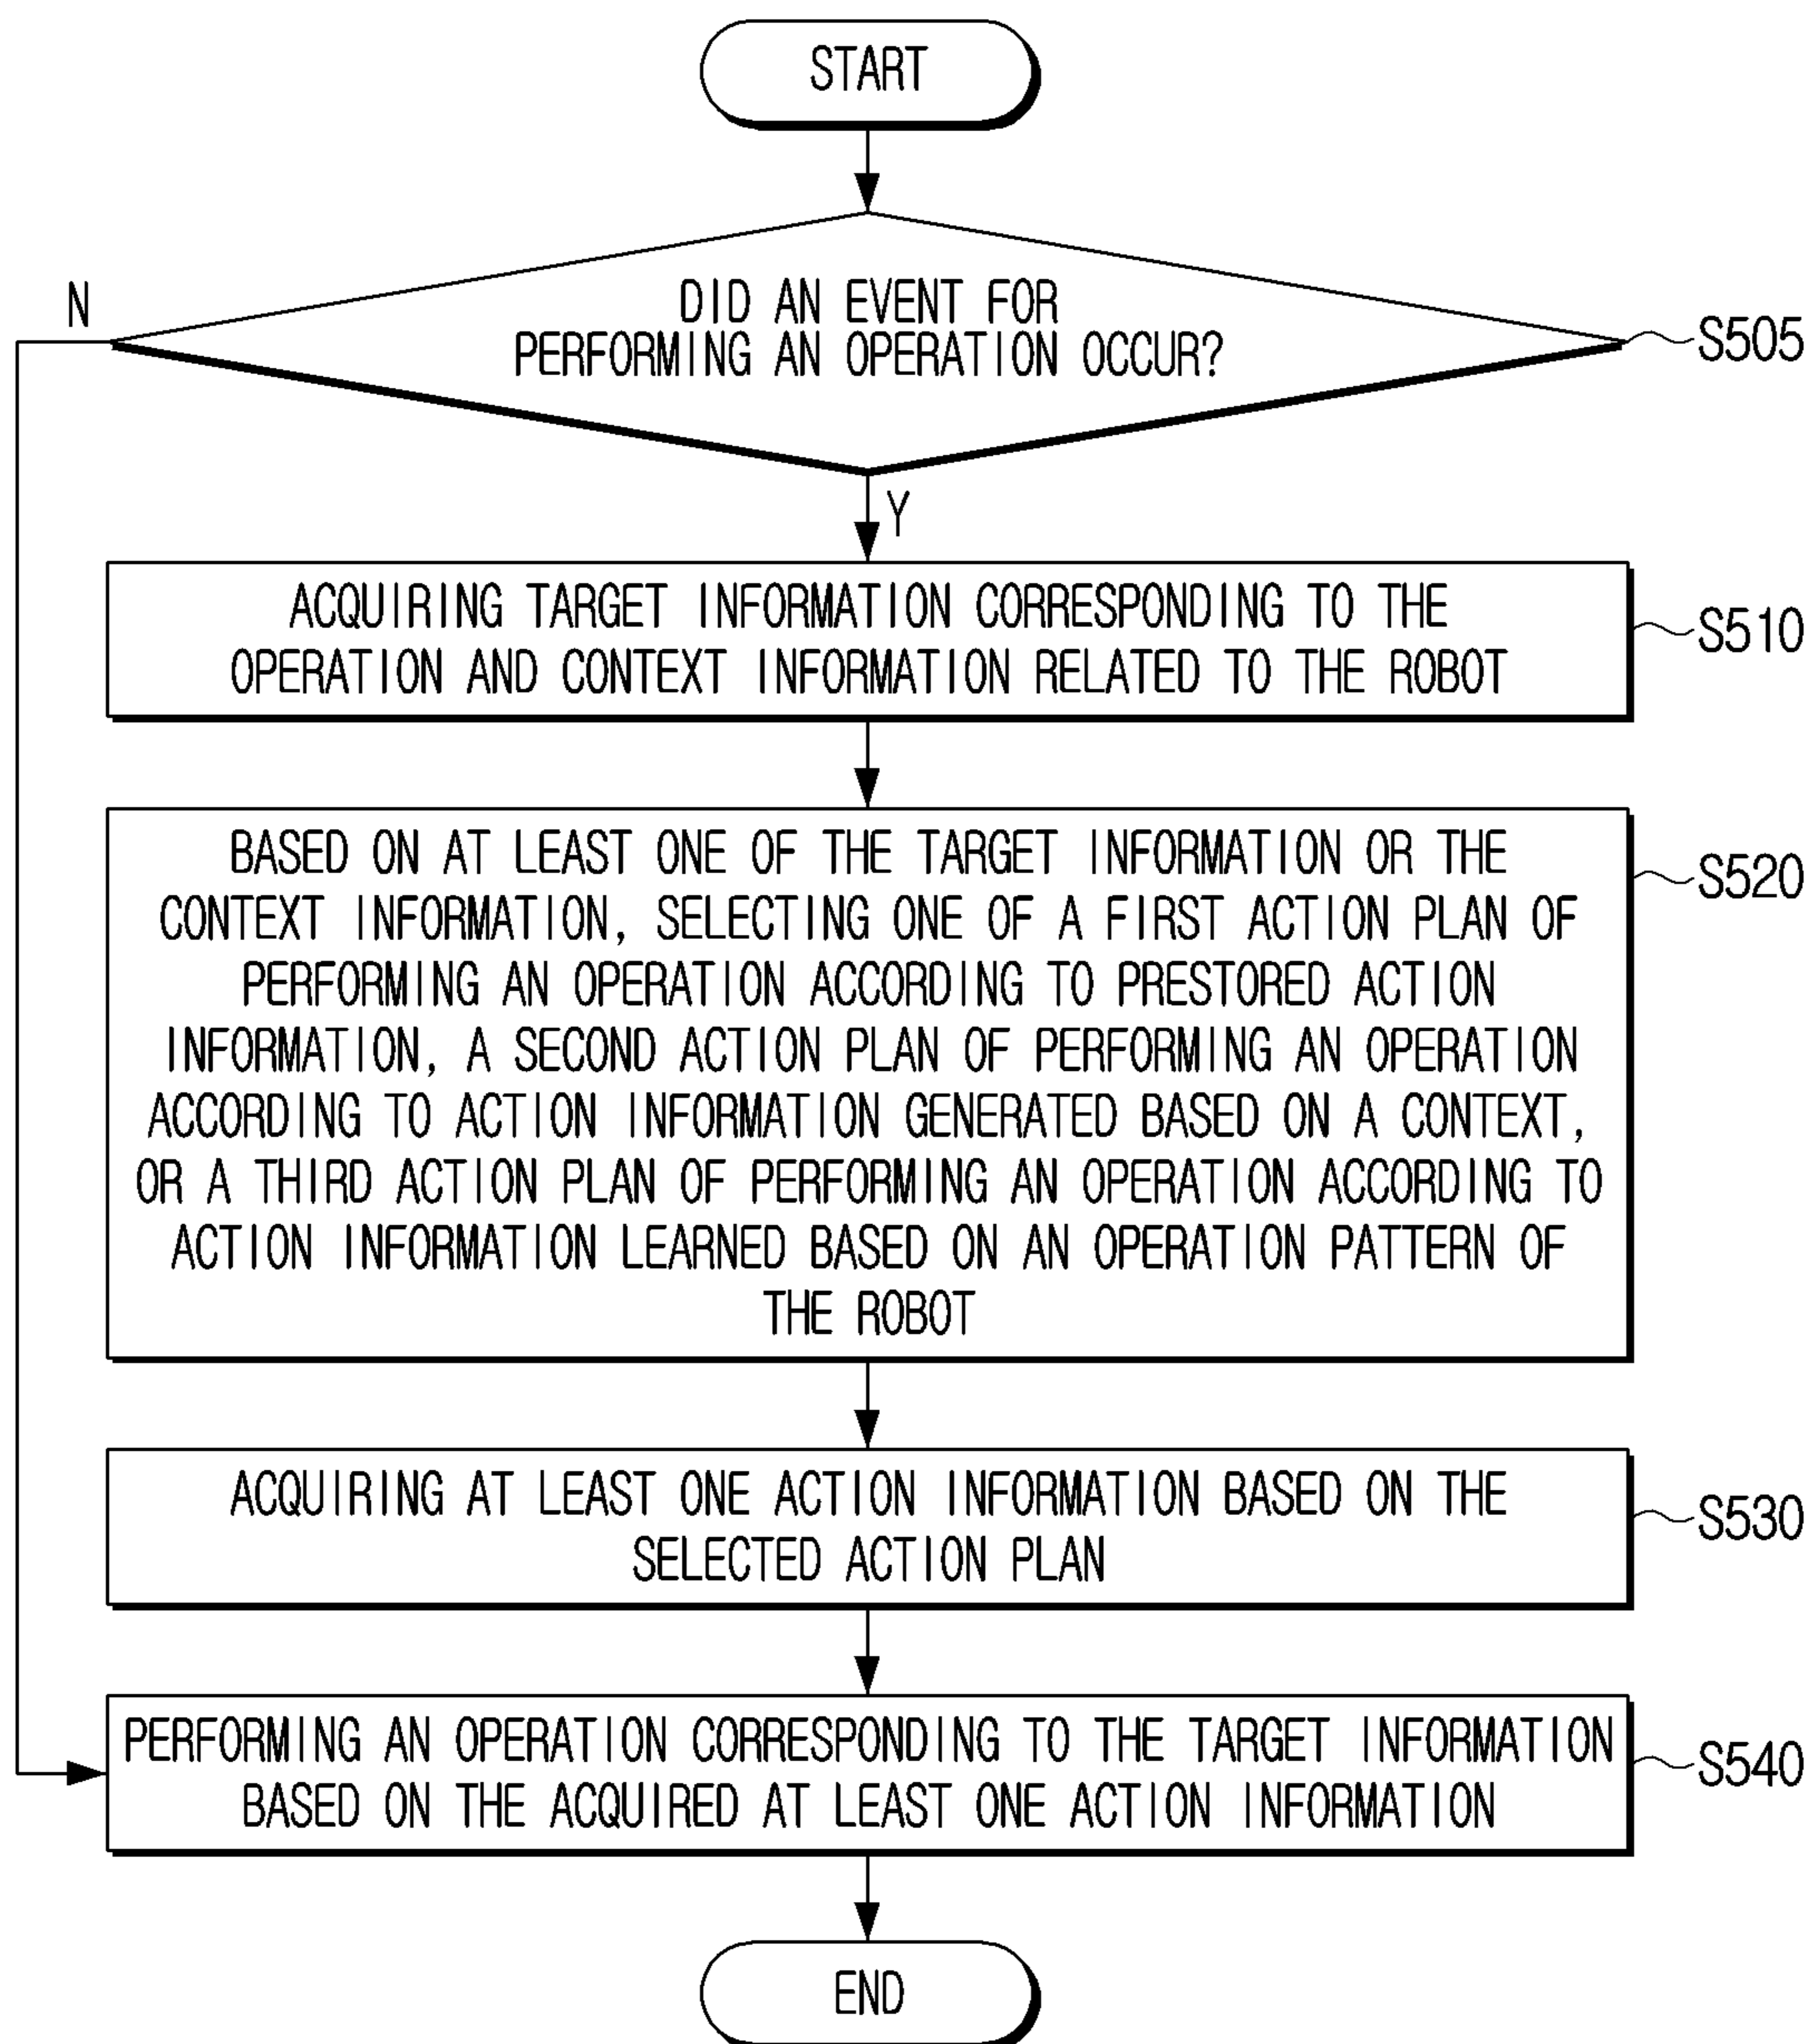 START
DID AN EVENT FOR
PERFORMING AN OPERATION OCCUR?
N
S505
Y
ACQUIRING TARGET INFORMATION CORRESPONDING TO THE
OPERATION AND CONTEXT INFORMATION RELATED TO THE ROBOT
S510
BASED ON AT LEAST ONE OF THE TARGET INFORMATION OR THE
CONTEXT INFORMATION, SELECTING ONE OF A FIRST ACTION PLAN OF
PERFORMING AN OPERATION ACCORDING TO PRESTORED ACTION
INFORMATION, A SECOND ACTION PLAN OF PERFORMING AN OPERATION
ACCORDING TO ACTION INFORMATION GENERATED BASED ON A CONTEXT,
OR A THIRD ACTION PLAN OF PERFORMING AN OPERATION ACCORDING TO
ACTION INFORMATION LEARNED BASED ON AN OPERATION PATTERN OF
THE ROBOT
S520
ACQUIRING AT LEAST ONE ACTION INFORMATION BASED ON THE
SELECTED ACTION PLAN
S530
PERFORMING AN OPERATION CORRESPONDING TO THE TARGET INFORMATION
BASED ON THE ACQUIRED AT LEAST ONE ACTION INFORMATION
S540
END